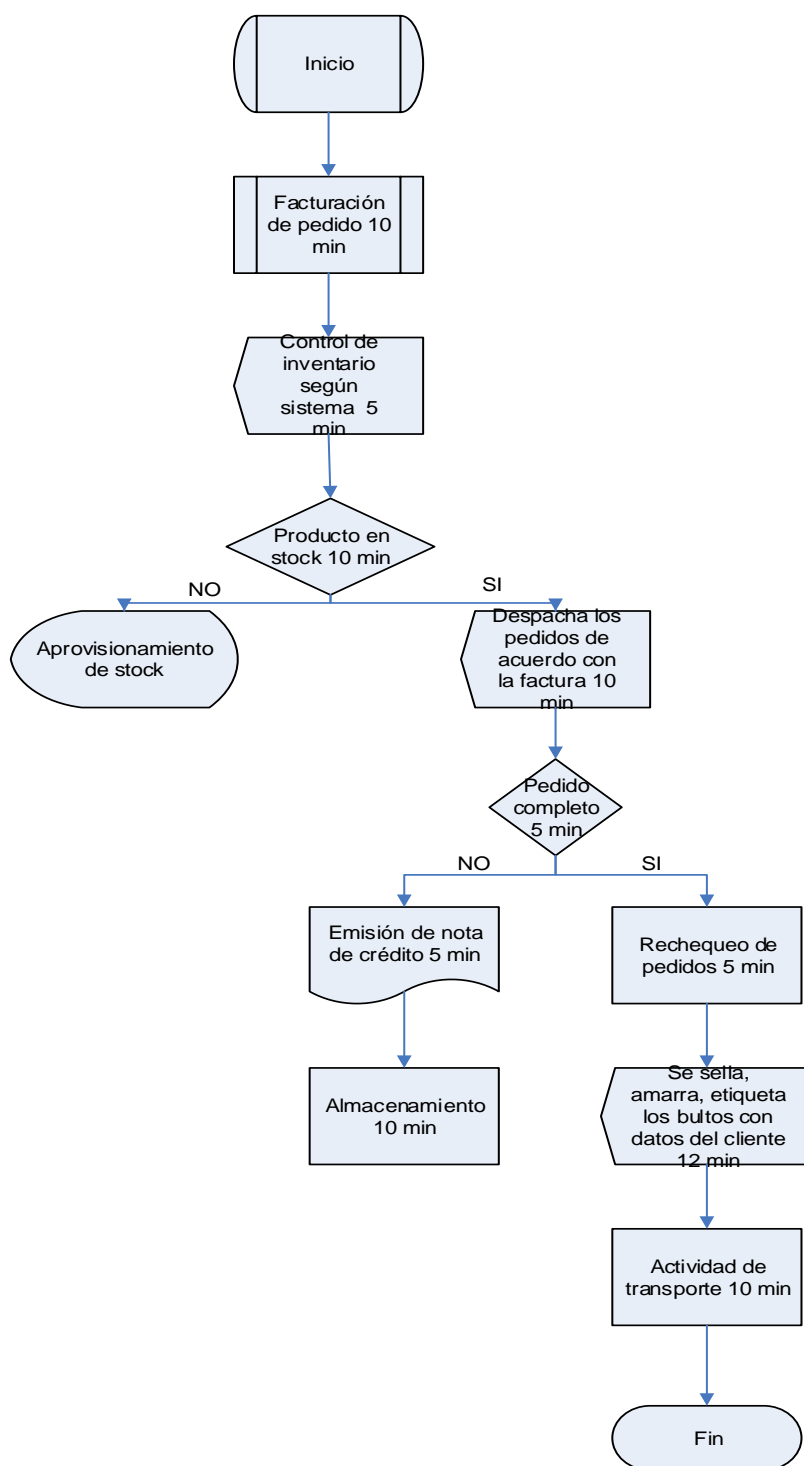 Inicio
Facturación
de pedido 10
min
Control de
inventario
según
sistema 5
min
Producto en
stock 10 min
NO
SI
Aprovisionamiento
de stock
Despacha los
pedidos de
acuerdo con
la factura 10
min
Pedido
completo
5 min
NO
SI
Emisión de nota
de crédito 5 min
Rechequeo de
pedidos 5 min
Almacenamiento
10 min
Se sella,
amarra, etiqueta
los bultos con
datos del cliente
12 min
Actividad de
transporte 10 min
Fin